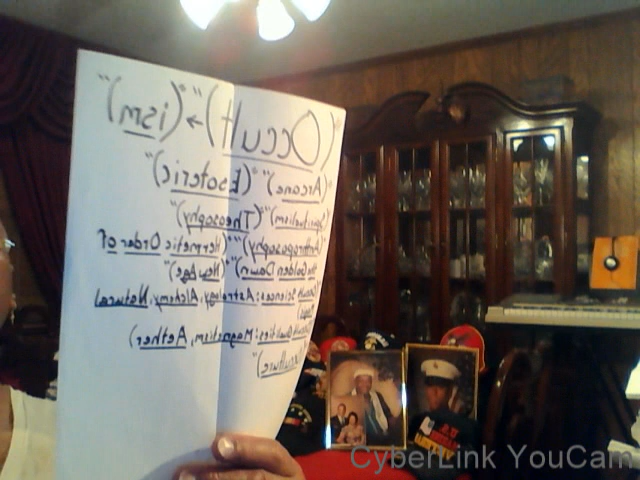 *"(Occult)→(ism)"
*(Arcane)" *(Esoteric)"
(Spiritualism)" *(Theosophy)"
(Anthroposophy)" *Hermetic Order of
the Golden Dawn)" *(New Age)"
Sciences: Astrology, Alchemy, Natural
Qualities: Magnetism, Aether)
CyberLink YouCam